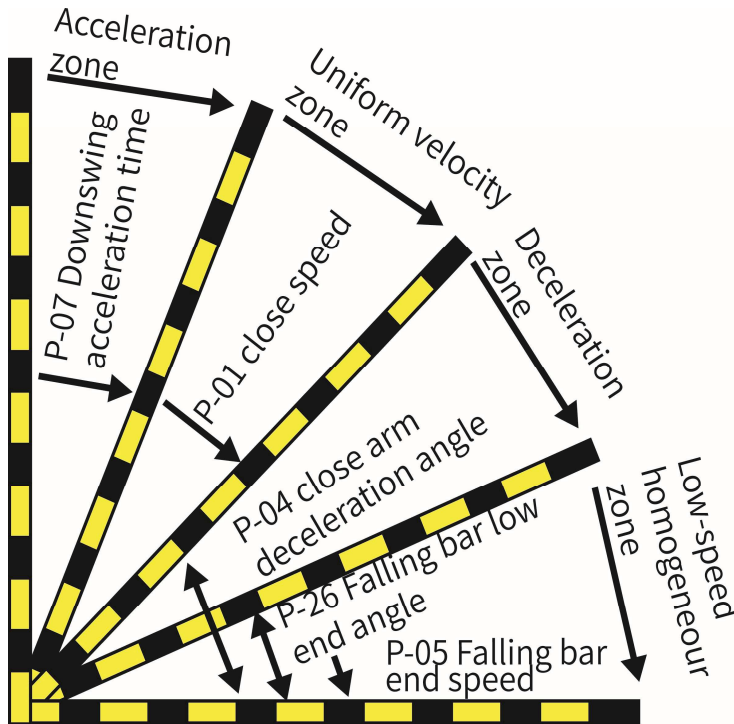 Acceleration
zone
Uniform velocity
zone
Deceleration
zone
Low-speed
homogeneour
zone
P-07 Downswing
acceleration time
P-01 close speed
P-04 close arm
deceleration angle
P-26 Falling bar low
end angle
P-05 Falling bar
end speed